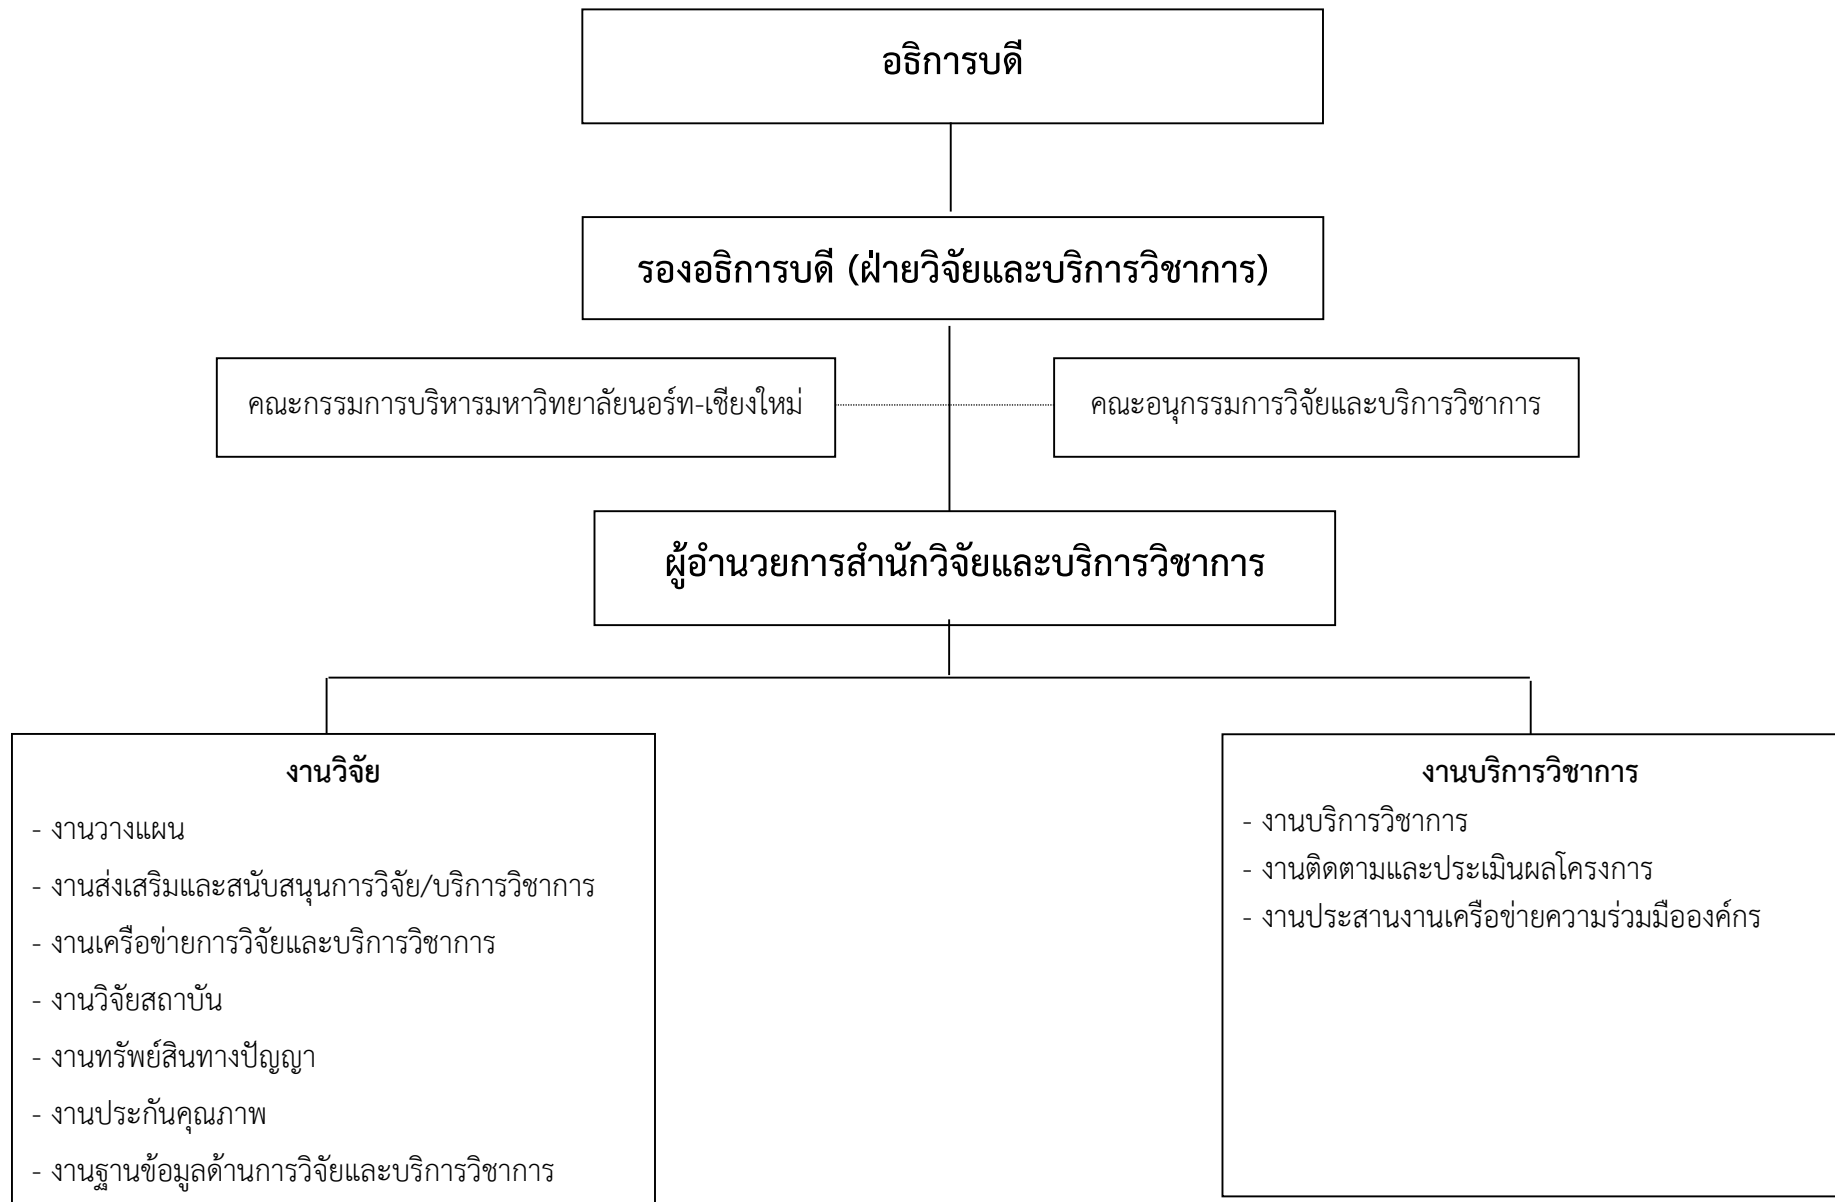 อธิการบดี
รองอธิการบดี (ฝ่ายวิจัยและบริการวิชาการ)
คณะกรรมการบริหารมหาวิทยาลัยนอร์ท-เชียงใหม่
คณะอนุกรรมการวิจัยและบริการวิชาการ
ผู้อำนวยการสำนักวิจัยและบริการวิชาการ
งานวิจัย
- งานวางแผน
- งานส่งเสริมและสนับสนุนการวิจัย/บริการวิชาการ
- งานเครือข่ายการวิจัยและบริการวิชาการ
- งานวิจัยสถาบัน
- งานทรัพย์สินทางปัญญา
- งานประกันคุณภาพ
- งานฐานข้อมูลด้านการวิจัยและบริการวิชาการ
งานบริการวิชาการ
- งานบริการวิชาการ
- งานติดตามและประเมินผลโครงการ
- งานประสานงานเครือข่ายความร่วมมือองค์กร